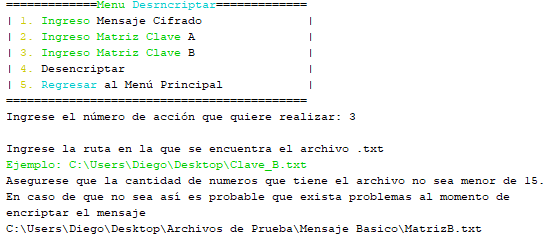 =============Menu Desrncriptar=============
| 1. Ingreso Mensaje Cifrado |
| 2. Ingreso Matriz Clave A |
| 3. Ingreso Matriz Clave B |
| 4. Desencriptar |
| 5. Regresar al Menú Principal |
===========================================
Ingrese el número de acción que quiere realizar: 3
Ingrese la ruta en la que se encuentra el archivo .txt
Ejemplo: C:\Users\Diego\Desktop\Clave_B.txt
Asegurese que la cantidad de numeros que tiene el archivo no sea menor de 15.
En caso de que no sea así es probable que exista problemas al momento de
encriptar el mensaje
C:\Users\Diego\Desktop\Archivos de Prueba\Mensaje Basico\MatrizB.txt